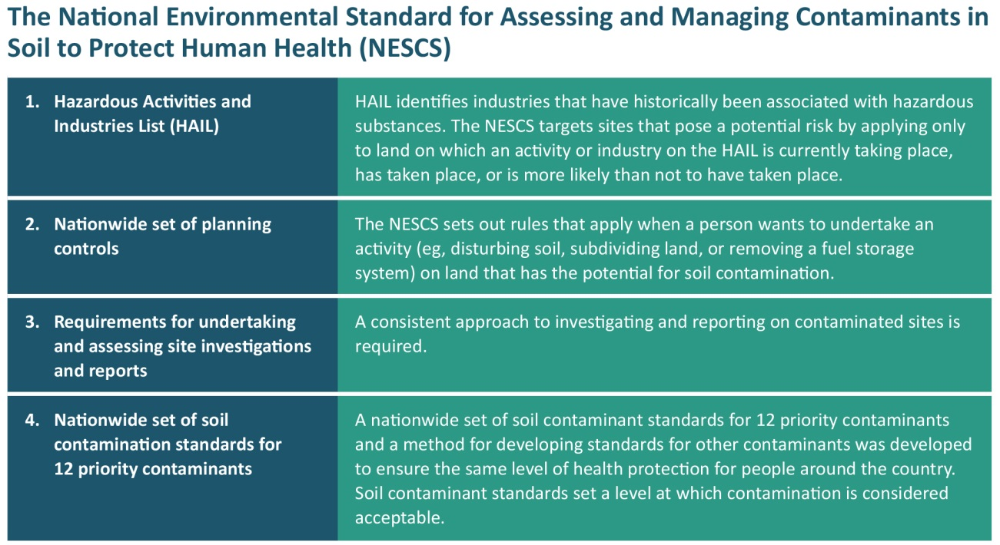 The National Environmental Standard for Assessing and Managing Contaminants in
Soil to Protect Human Health (NESCS)
1. Hazardous Activities and
Industries List (HAIL)
HAIL identifies industries that have historically been associated with hazardous
substances. The NESCS targets sites that pose a potential risk by applying only
to land on which an activity or industry on the HAIL is currently taking place,
has taken place, or is more likely than not to have taken place.
2. Nationwide set of planning
controls
The NESCS sets out rules that apply when a person wants to undertake an
activity (eg, disturbing soil, subdividing land, or removing a fuel storage
system) on land that has the potential for soil contamination.
3. Requirements for undertaking
and assessing site investigations
and reports
A consistent approach to investigating and reporting on contaminated sites is
required.
4. Nationwide set of soil
contamination standards for
12 priority contaminants
A nationwide set of soil contaminant standards for 12 priority contaminants
and a method for developing standards for other contaminants was developed
to ensure the same level of health protection for people around the country.
Soil contaminant standards set a level at which contamination is considered
acceptable.